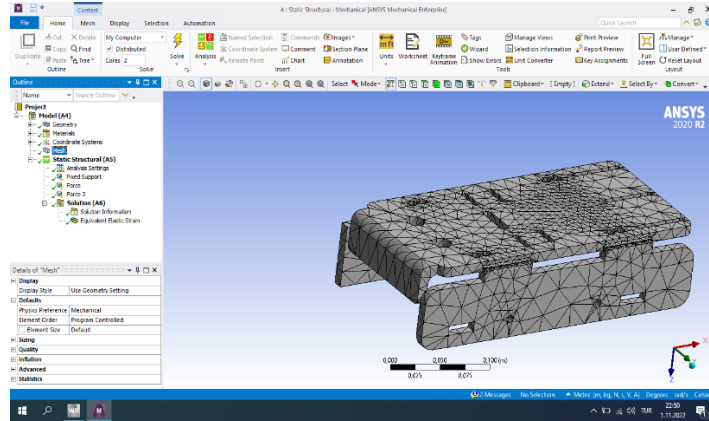 A : Static Structural - Mechanical [ANSYS Mechanical Enterprise]
Context
File Home Mesh Display Selection Automation
Quick Launch
Duplicate
Cut
Copy
Paste
Delete
Find
Tree
Outline
My Computer
Distributed
Cores 2
Solve
Solve
Analysis
Named Selection
Coordinate System
Remote Point
Commands
Comment
Chart
Images
Section Plane
Annotation
Insert
Units
Worksheet
Keyframe Animation
Tags
Wizard
Show Errors
Manage Views
Selection Information
Unit Converter
Print Preview
Report Preview
Key Assignments
Tools
Full Screen
Manage
User Defined
Reset Layout
Layout
Outline
Name Search Outline
Select Mode Clipboard [Empty] Extend Select By Convert
Project
Model (A4)
Geometry
Materials
Coordinate Systems
Mesh
Static Structural (A5)
Analysis Settings
Fixed Support
Force
Force 2
Solution (A6)
Solution Information
Equivalent Elastic Strain
ANSYS
2020 R2
Details of "Mesh"
Display
Display Style Use Geometry Setting
Defaults
Physics Preference Mechanical
Element Order Program Controlled
Element Size Default
Sizing
Quality
Inflation
Advanced
Statistics
0,000 0,050 0,100 (m)
0,025 0,075
X
Z
2 Messages No Selection Metric (m, kg, N, s, V, A) Degrees rad/s Celsi
TUR
22:50
1.11.2022